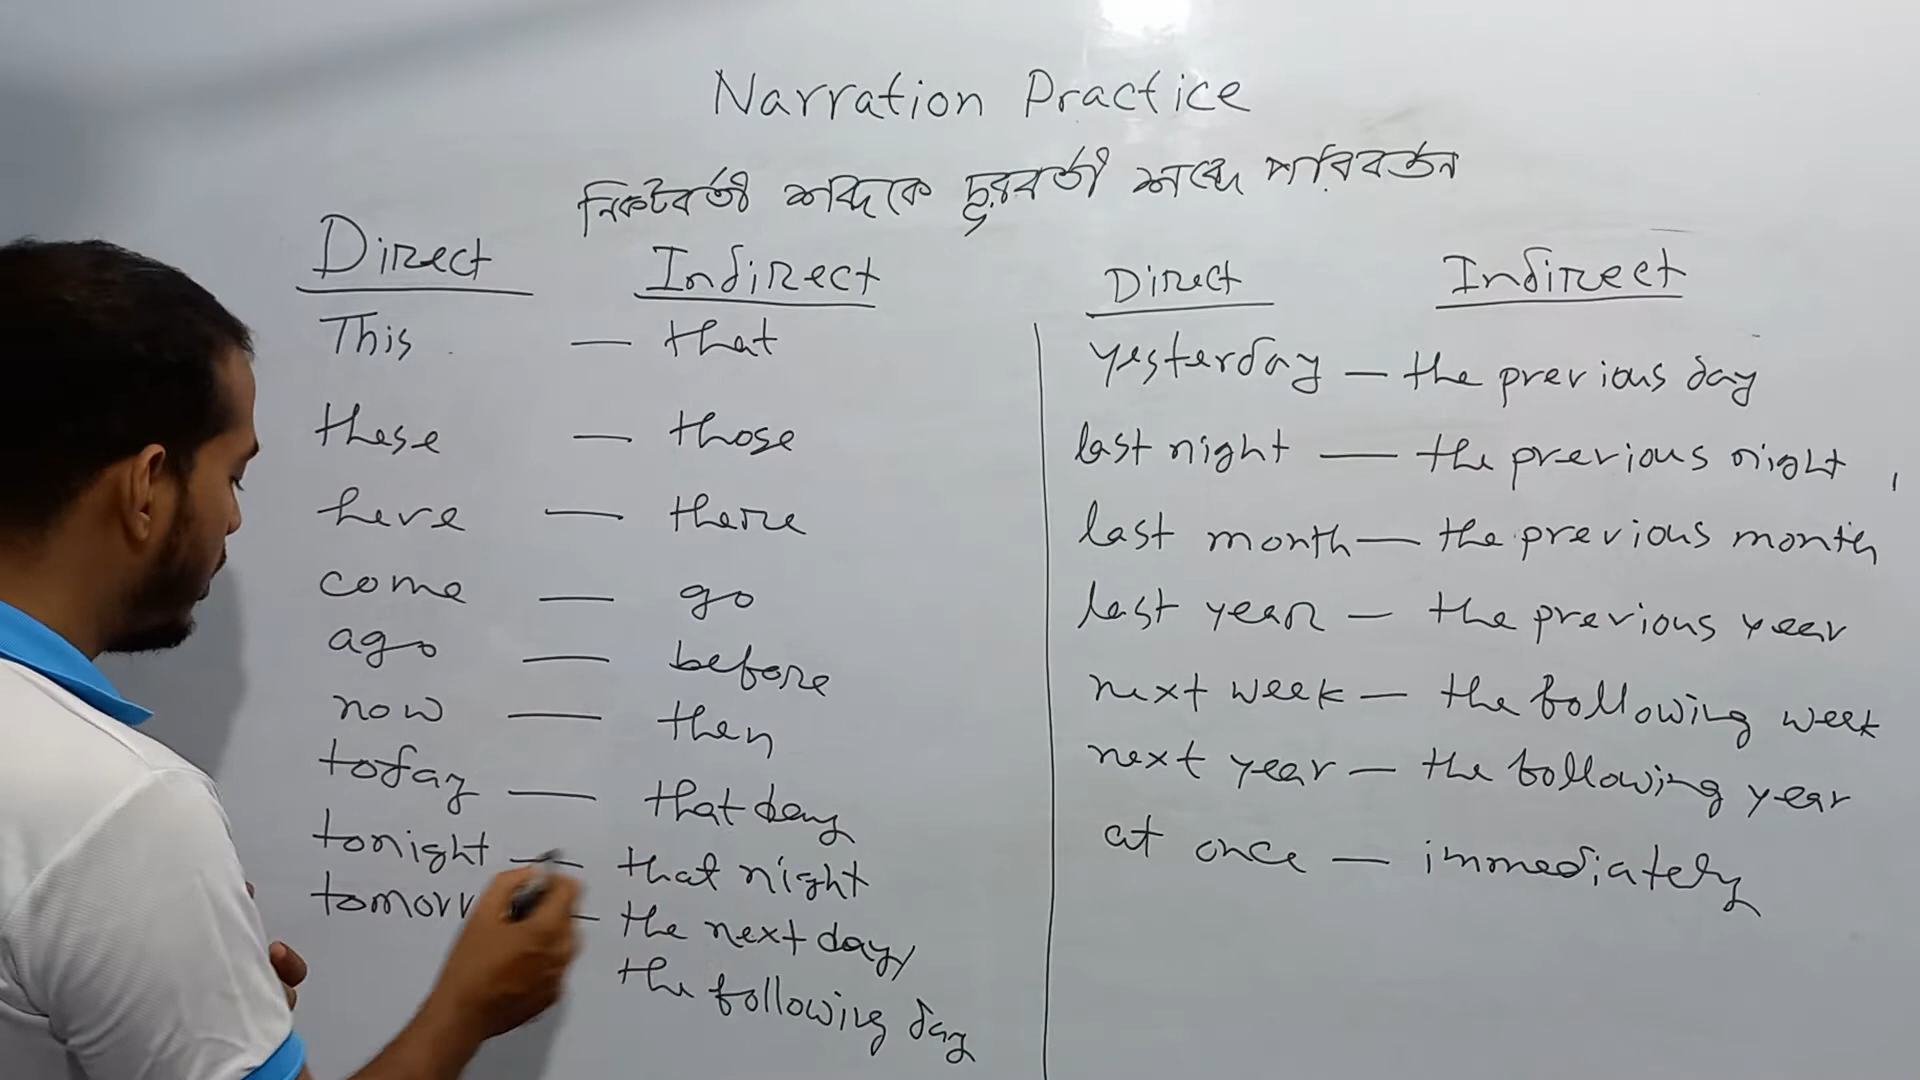 Narration Practice
নিকটবর্তী শব্দকে দূরবর্তী শব্দে পরিবর্তন
Direct Indirect
This — that
these — those
here — there
come — go
ago — before
now — then
today — that day
tonight — that night
tomorr — the next day/
the following day
Direct Indirect
yesterday — the previous day
last night — the previous night
last month — the previous month
last year — the previous year
next week — the following week
next year — the following year
at once — immediately